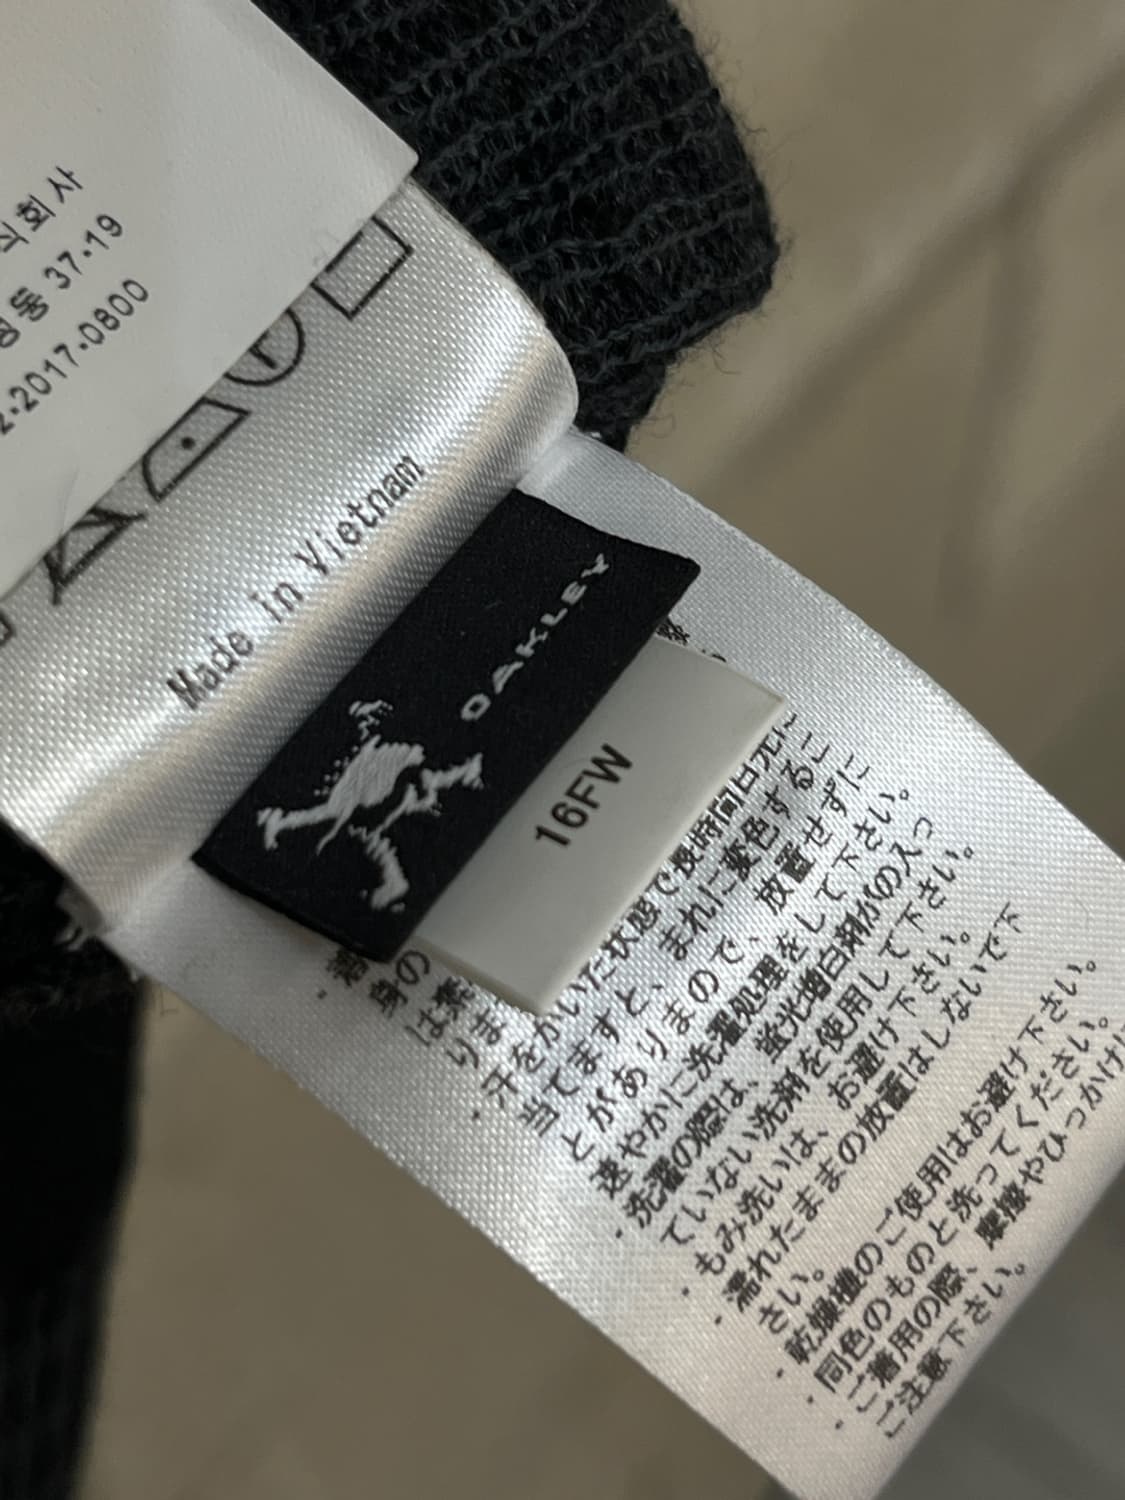 회사
동 37-19
2-2017-0800
Made in Vietnam
OAKLEY
16FW
身の
は素
りま
・汗をかいた状態で長時間日光に
当てますと、まれに変色するこ
とがありますので、放置せずに
速やかに洗濯処理をして下さい。
・洗濯の際は、蛍光増白剤がの入っ
ていない洗剤を使用して下さい。
・もみ洗いは、お避け下さい。
・濡れたままの放置はしないで下
さい。
・乾燥機のご使用はお避け下さい。
・同色のものと洗ってください。
・ご着用の際、摩擦やひっかけに
ご注意下さい。